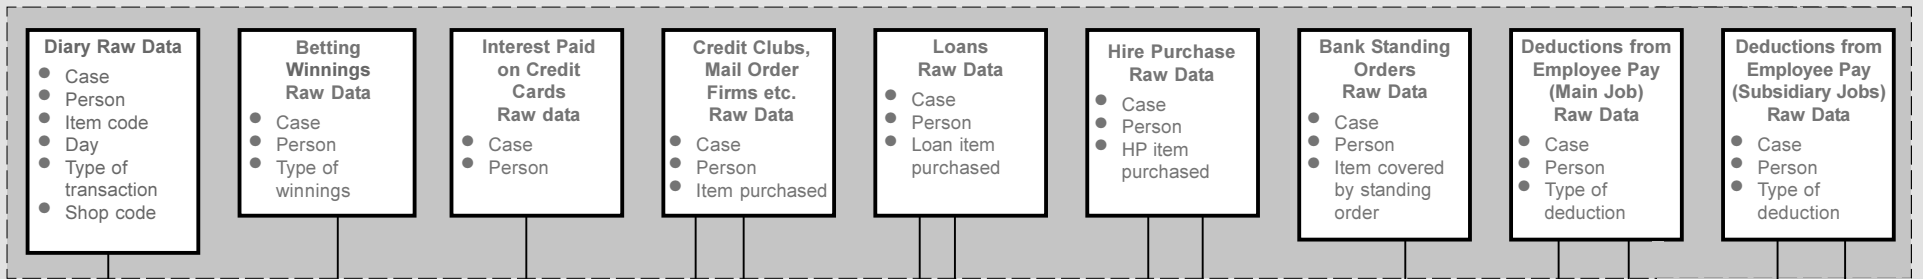 Diary Raw Data
Case
Person
Item code
Day
Type of
transaction
Shop code
Betting
Winnings
Raw Data
Case
Person
Type of
winnings
Interest Paid
on Credit
Cards
Raw data
Case
Person
Credit Clubs,
Mail Order
Firms etc.
Raw Data
Case
Person
Item purchased
Loans
Raw Data
Case
Person
Loan item
purchased
Hire Purchase
Raw Data
Case
Person
HP item
purchased
Bank Standing
Orders
Raw Data
Case
Person
Item covered
by standing
order
Deductions from
Employee Pay
(Main Job)
Raw Data
Case
Person
Type of
deduction
Deductions from
Employee Pay
(Subsidiary Jobs)
Raw Data
Case
Person
Type of
deduction